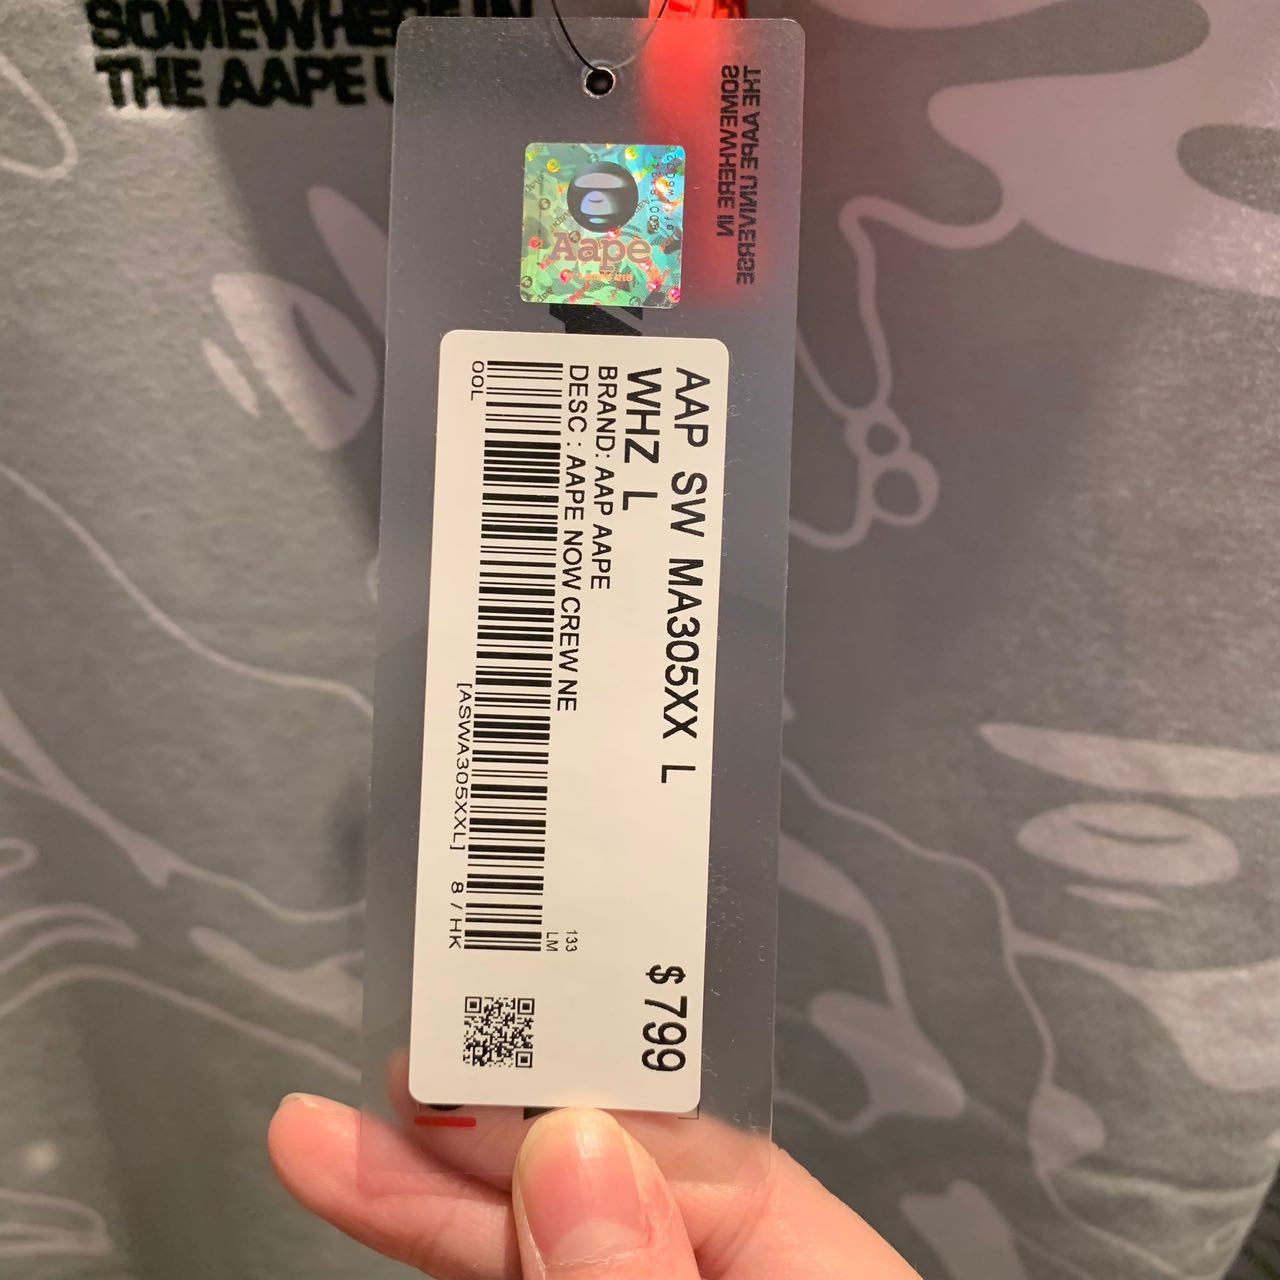 SOMEWHERE IN
THE AAPE U
SOMEWHERE IN
THE AAPE UNIVERSE
Aape
AAP SW MA305XX L
WHZ L
$799
BRAND: AAP AAPE
DESC : AAPE NOW CREW NE
133
LM
OOL
[ASWA305XXL] 8 / HK